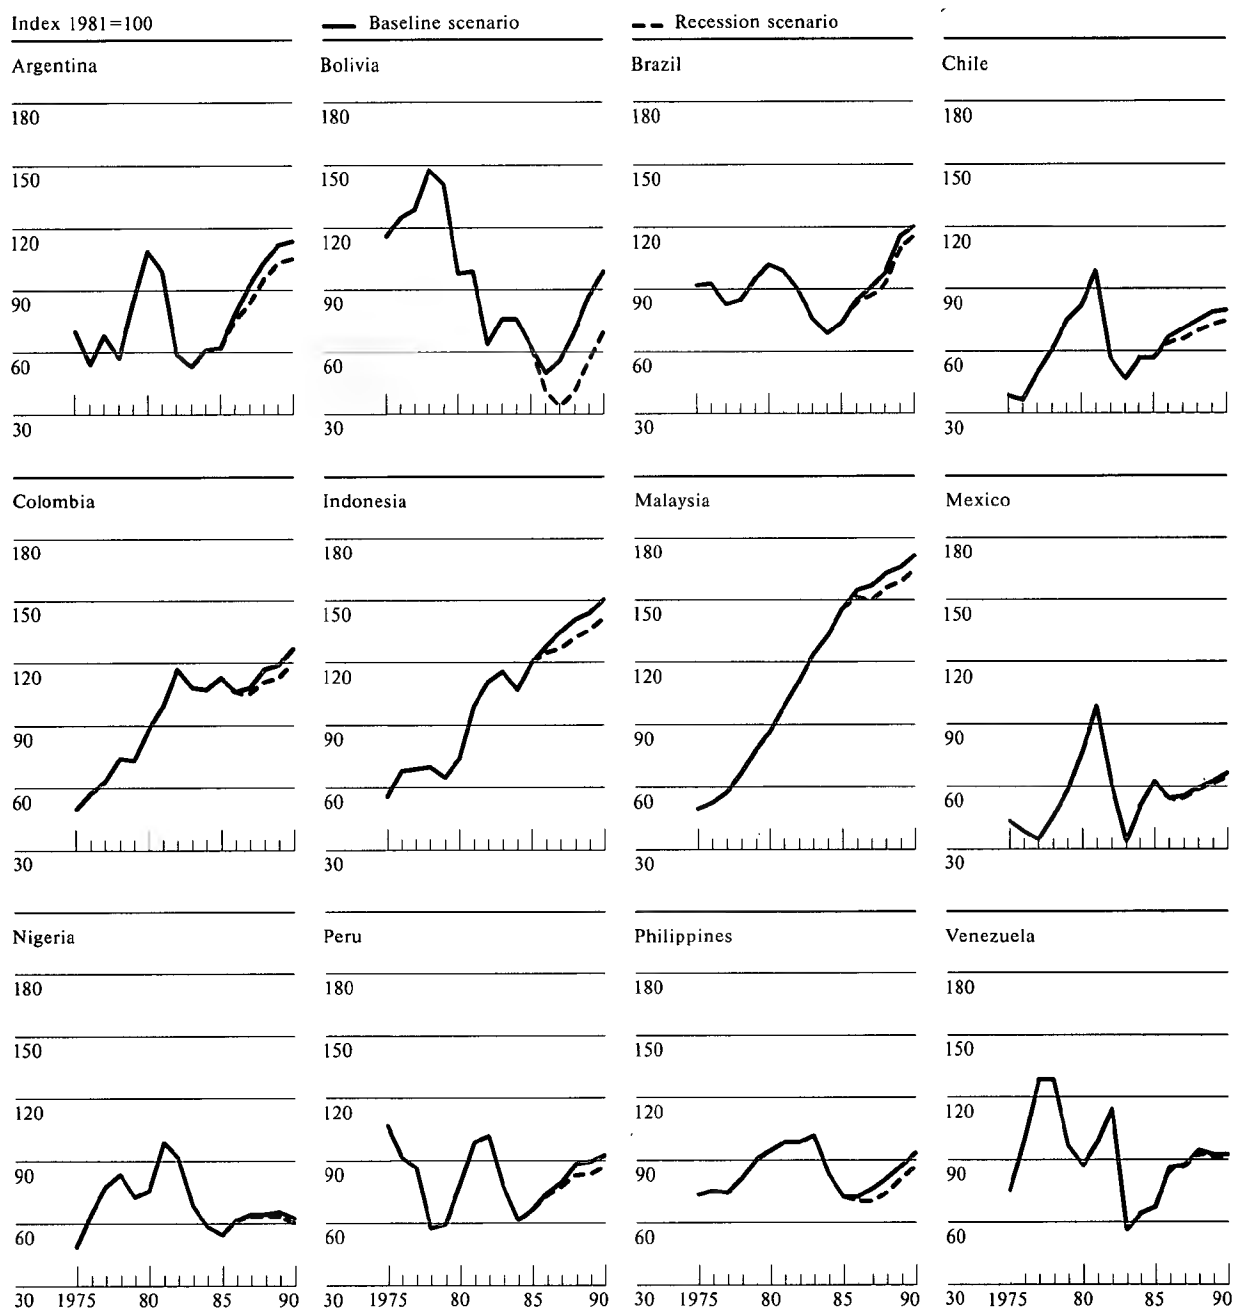 Index 1981=100 Baseline scenario Recession scenario
Argentina Bolivia Brazil Chile
180 180 180 180
150 150 150 150
120 120 120 120
90 90 90 90
60 60 60 60
30 30 30 30
Colombia Indonesia Malaysia Mexico
180 180 180 180
150 150 150 150
120 120 120 120
90 90 90 90
60 60 60 60
30 30 30 30
Nigeria Peru Philippines Venezuela
180 180 180 180
150 150 150 150
120 120 120 120
90 90 90 90
60 60 60 60
30 1975 80 85 90 30 1975 80 85 90 30 1975 80 85 90 30 1975 80 85 90